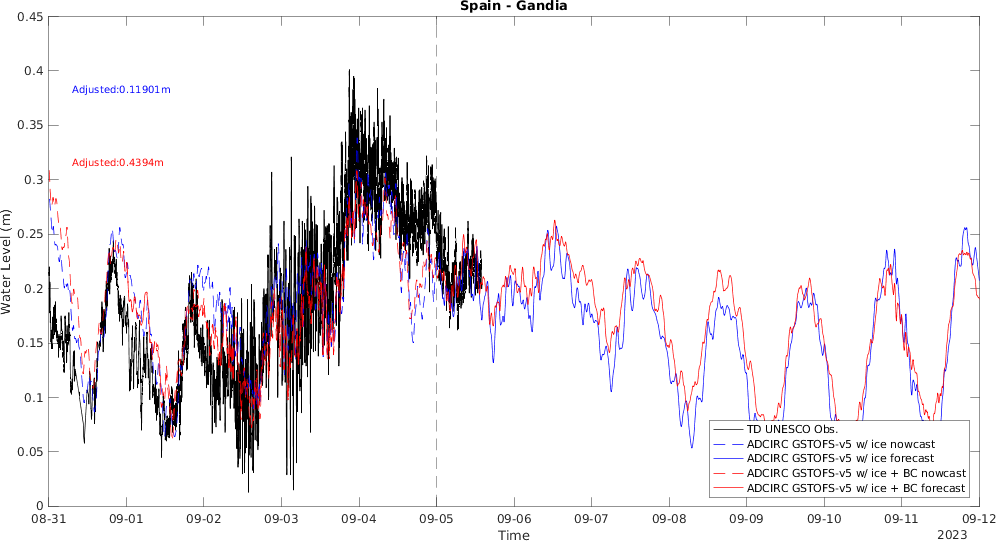 Spain - Gandia
0.45
0.4
0.35
0.3
0.25
0.2
0.15
0.1
0.05
0
Water Level (m)
Adjusted:0.11901m
Adjusted:0.4394m
TD UNESCO Obs.
ADCIRC GSTOFS-v5 w/ ice nowcast
ADCIRC GSTOFS-v5 w/ ice forecast
ADCIRC GSTOFS-v5 w/ ice + BC nowcast
ADCIRC GSTOFS-v5 w/ ice + BC forecast
08-31 09-01 09-02 09-03 09-04 09-05 09-06 09-07 09-08 09-09 09-10 09-11 09-12
Time
2023